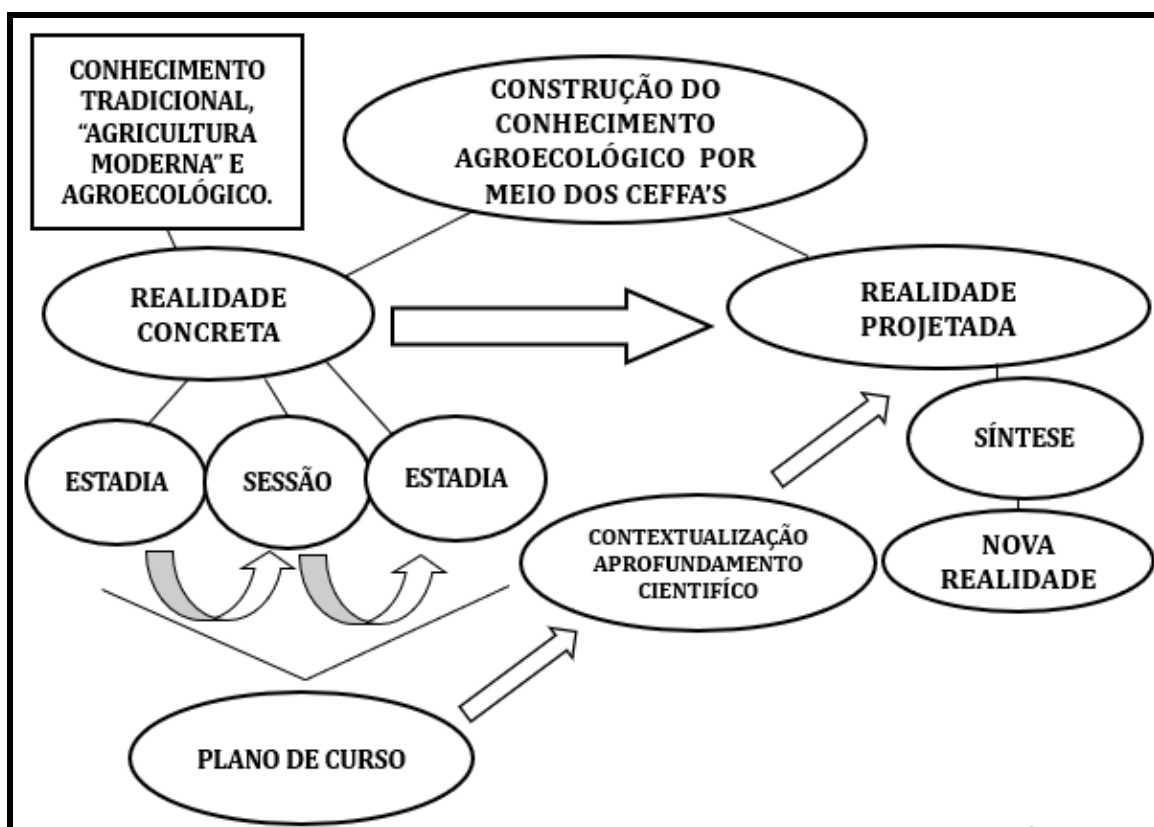 CONHECIMENTO
TRADICIONAL,
“AGRICULTURA
MODERNA” E
AGROECOLÓGICO.
CONSTRUÇÃO DO
CONHECIMENTO
AGROECOLÓGICO POR
MEIO DOS CEFFA'S
REALIDADE
CONCRETA
REALIDADE
PROJETADA
ESTADIA
SESSÃO
ESTADIA
SÍNTESE
CONTEXTUALIZAÇÃO
APROFUNDAMENTO
CIENTIFÍCO
NOVA
REALIDADE
PLANO DE CURSO